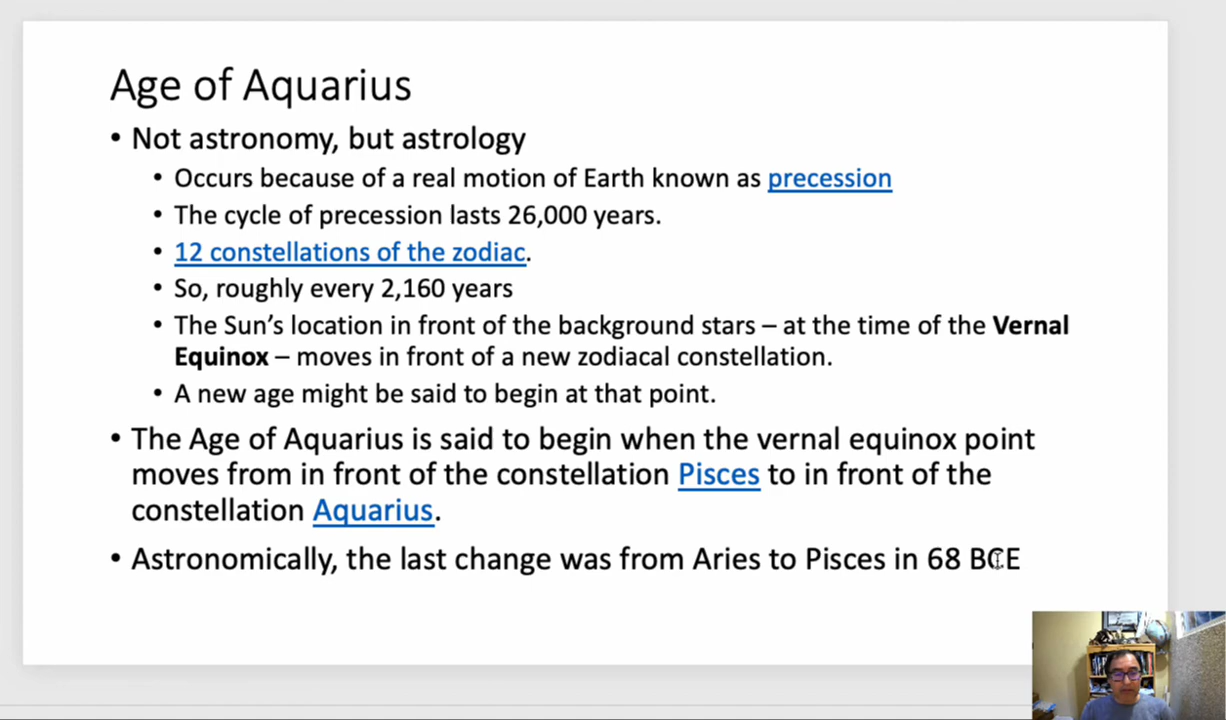 Age of Aquarius
• Not astronomy, but astrology
• Occurs because of a real motion of Earth known as precession
• The cycle of precession lasts 26,000 years.
• 12 constellations of the zodiac.
• So, roughly every 2,160 years
• The Sun’s location in front of the background stars – at the time of the Vernal
Equinox – moves in front of a new zodiacal constellation.
• A new age might be said to begin at that point.
• The Age of Aquarius is said to begin when the vernal equinox point
moves from in front of the constellation Pisces to in front of the
constellation Aquarius.
• Astronomically, the last change was from Aries to Pisces in 68 BCE